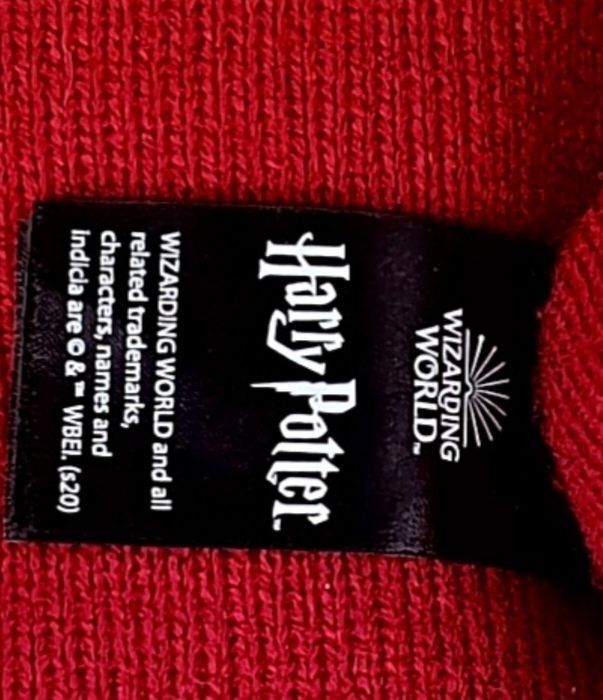 WIZARDING
WORLD™
Harry Potter
WIZARDING WORLD and all
related trademarks,
characters, names and
indicia are © & ™ WBEI. (s20)